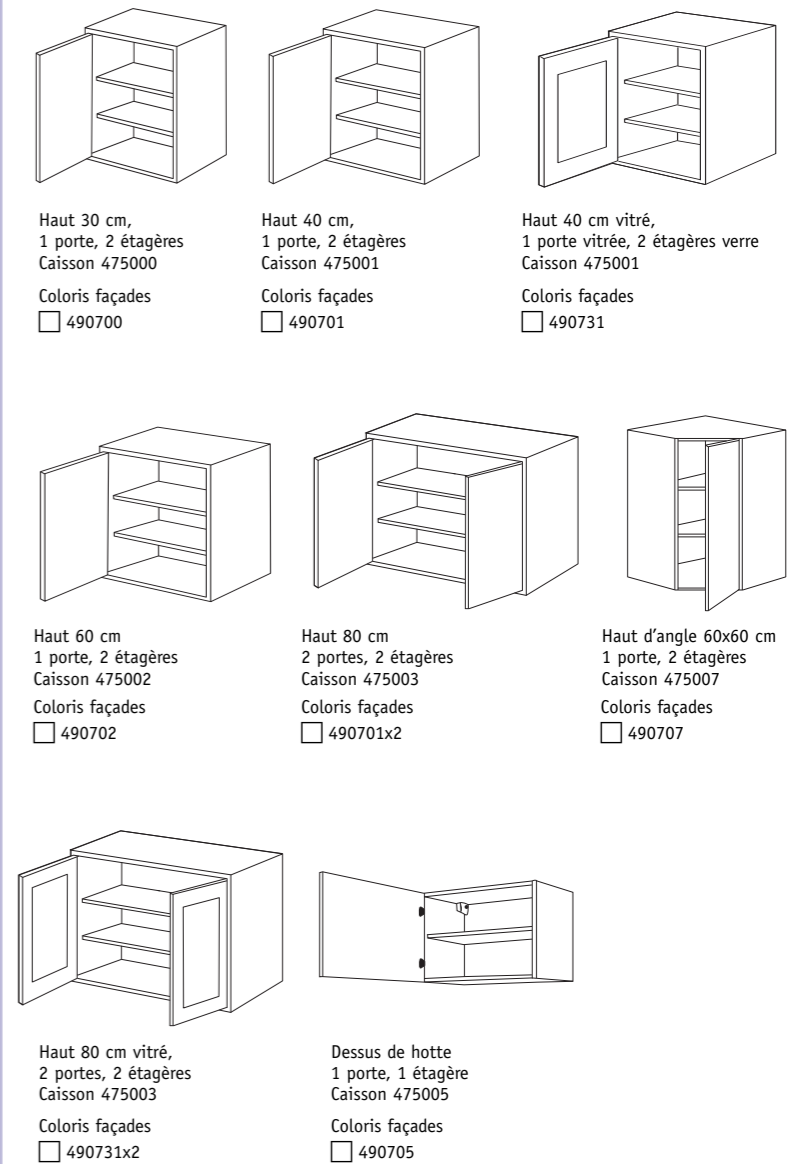 Haut 30 cm,
1 porte, 2 étagères
Caisson 475000
Coloris façades
490700
Haut 40 cm,
1 porte, 2 étagères
Caisson 475001
Coloris façades
490701
Haut 40 cm vitré,
1 porte vitrée, 2 étagères verre
Caisson 475001
Coloris façades
490731
Haut 60 cm
1 porte, 2 étagères
Caisson 475002
Coloris façades
490702
Haut 80 cm
2 portes, 2 étagères
Caisson 475003
Coloris façades
490701x2
Haut d'angle 60x60 cm
1 porte, 2 étagères
Caisson 475007
Coloris façades
490707
Haut 80 cm vitré,
2 portes, 2 étagères
Caisson 475003
Coloris façades
490731x2
Dessus de hotte
1 porte, 1 étagère
Caisson 475005
Coloris façades
490705